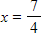 x = 7/4